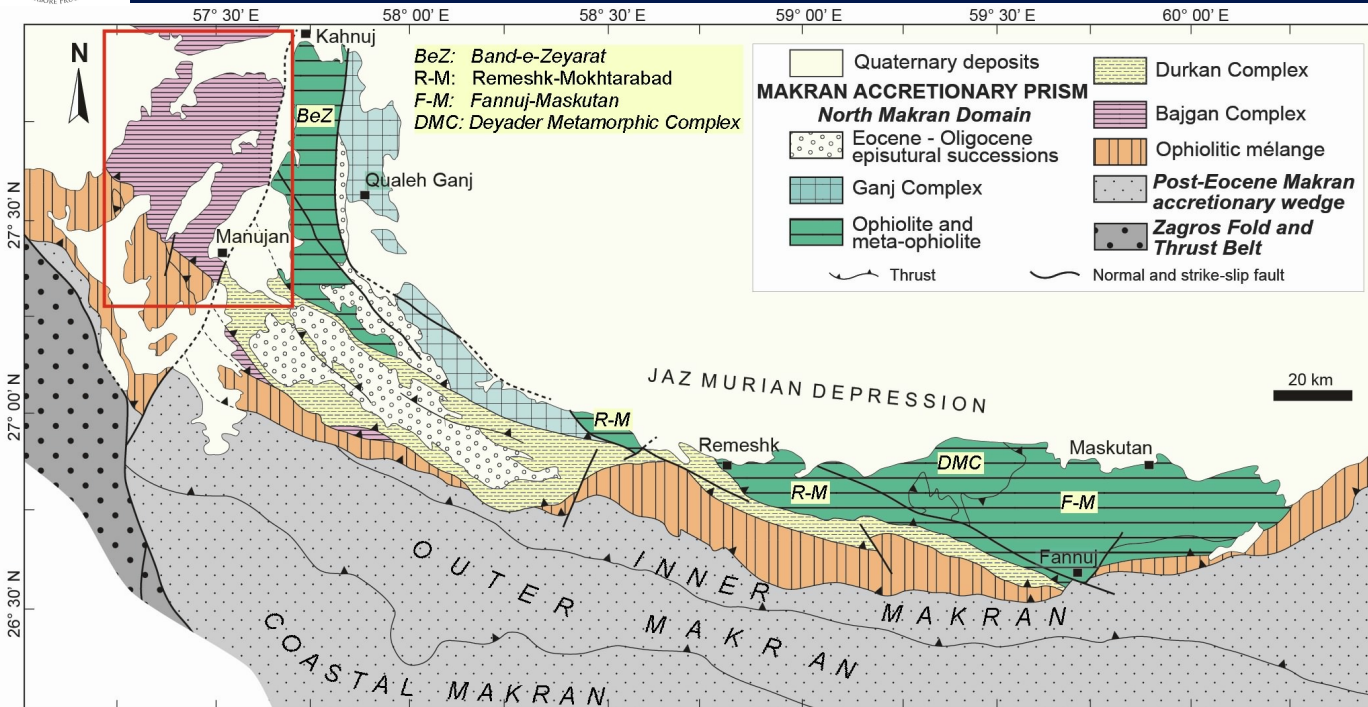 57° 30' E
58° 00' E
58° 30' E
59° 00' E
59° 30' E
60° 00' E
N
Kahnuj
BeZ: Band-e-Zeyarat
R-M: Remeshk-Mokhtarabad
F-M: Fannuj-Maskutan
DMC: Deyader Metamorphic Complex
BeZ
Qualeh Ganj
Manujan
Quaternary deposits
MAKRAN ACCRETIONARY PRISM
North Makran Domain
Eocene - Oligocene
episutural successions
Ganj Complex
Ophiolite and
meta-ophiolite
Durkan Complex
Bajgan Complex
Ophiolitic mélange
Post-Eocene Makran
accretionary wedge
Zagros Fold and
Thrust Belt
Thrust
Normal and strike-slip fault
27° 30' N
27° 00' N
26° 30' N
JAZ MURIAN DEPRESSION
20 km
R-M
Remeshk
Maskutan
DMC
R-M
F-M
Fannuj
INNER MAKRAN
OUTER MAKRAN
COASTAL MAKRAN